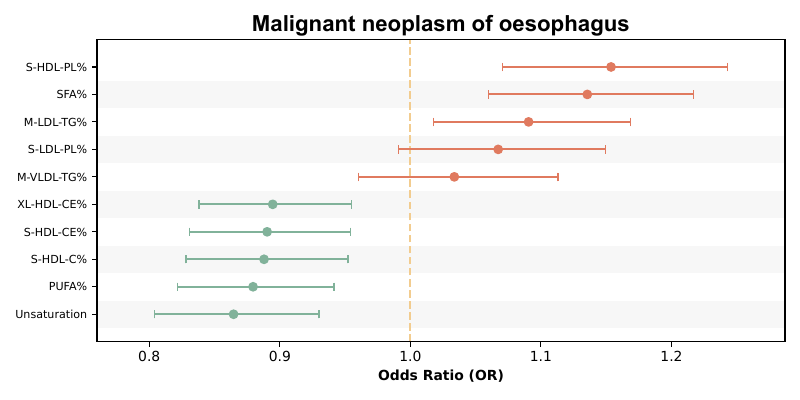 Malignant neoplasm of oesophagus
S-HDL-PL%
SFA%
M-LDL-TG%
S-LDL-PL%
M-VLDL-TG%
XL-HDL-CE%
S-HDL-CE%
S-HDL-C%
PUFA%
Unsaturation
0.8 0.9 1.0 1.1 1.2
Odds Ratio (OR)